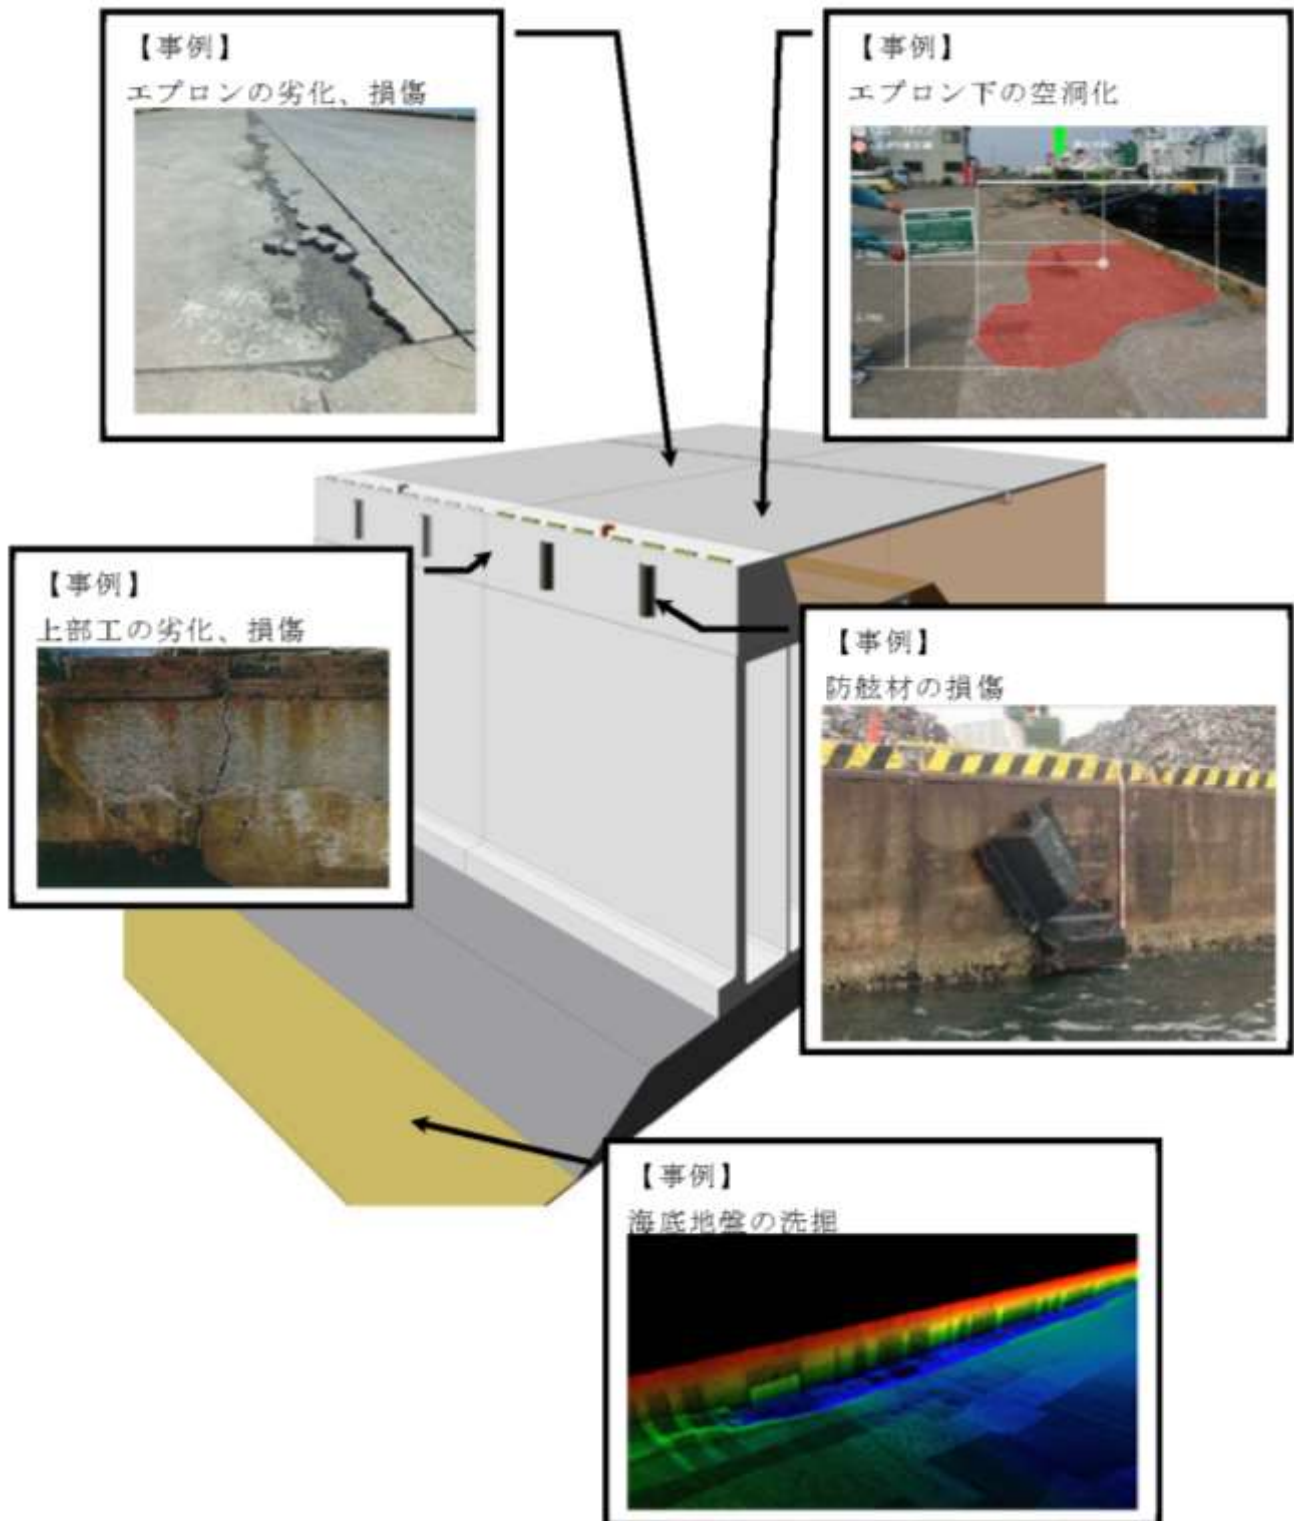 【事例】
エプロンの劣化、損傷
【事例】
エプロン下の空洞化
【事例】
上部工の劣化、損傷
【事例】
防舷材の損傷
【事例】
海底地盤の洗掘